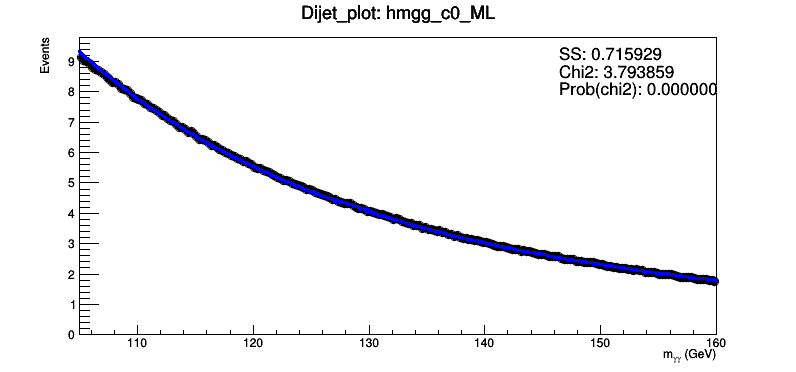 Dijet_plot: hmgg_c0_ML
Events
SS: 0.715929
Chi2: 3.793859
Prob(chi2): 0.000000
9
8
7
6
5
4
3
2
1
0
110 120 130 140 150 160
m_γγ (GeV)